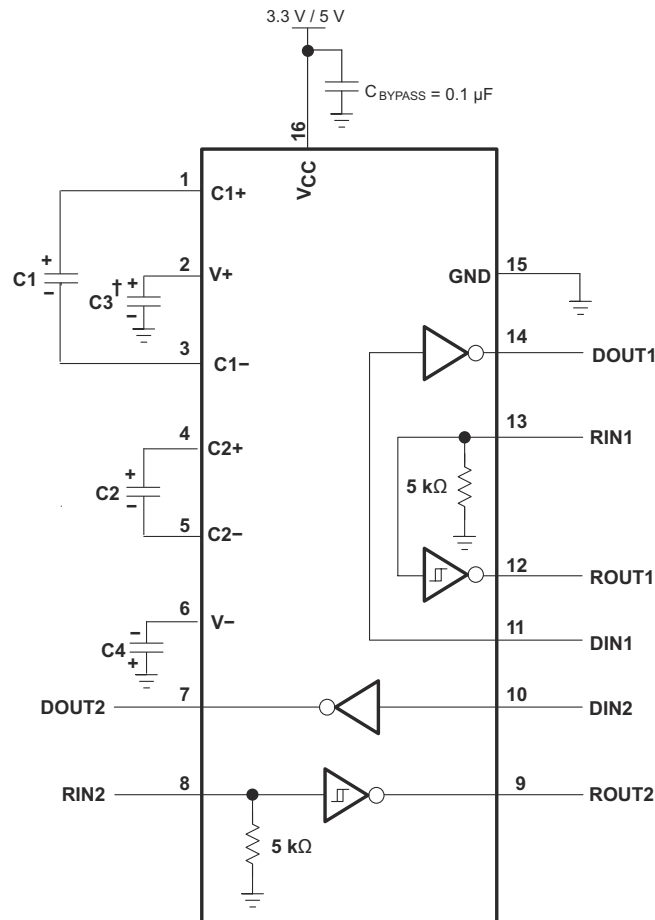 3.3 V / 5 V
C BYPASS = 0.1 µF
16
VCC
1
C1+
+
C1
-
2
V+
†
+
C3
-
GND
15
3
C1−
14
DOUT1
4
C2+
13
RIN1
+
C2
-
5 kΩ
5
C2−
12
ROUT1
6
V−
11
DIN1
-
C4
+
DOUT2
7
10
DIN2
RIN2
8
9
ROUT2
5 kΩ